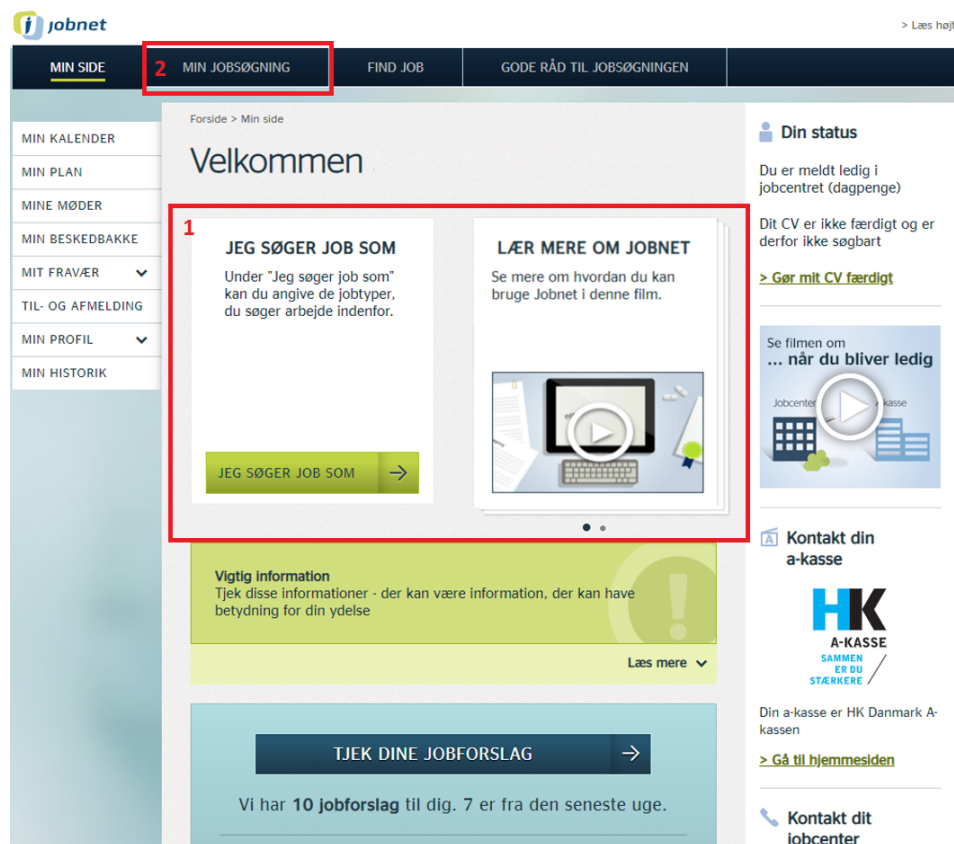 jobnet
> Læs højt
MIN SIDE
2 MIN JOBSØGNING
FIND JOB
GODE RÅD TIL JOBSØGNINGEN
MIN KALENDER
MIN PLAN
MINE MØDER
MIN BESKEDBAKKE
MIT FRAVÆR
TIL- OG AFMELDING
MIN PROFIL
MIN HISTORIK
Forside > Min side
Velkommen
1
JEG SØGER JOB SOM
Under "Jeg søger job som"
kan du angive de jobtyper,
du søger arbejde indenfor.
JEG SØGER JOB SOM
LÆR MERE OM JOBNET
Se mere om hvordan du kan
bruge Jobnet i denne film.
Vigtig information
Tjek disse informationer - der kan være information, der kan have
betydning for din ydelse
Læs mere
TJEK DINE JOBFORSLAG
Vi har 10 jobforslag til dig. 7 er fra den seneste uge.
Din status
Du er meldt ledig i
jobcentret (dagpenge)
Dit CV er ikke færdigt og er
derfor ikke søgbart
> Gør mit CV færdigt
Se filmen om
... når du bliver ledig
Jobcenter
kasse
Kontakt din
a-kasse
HK
A-KASSE
SAMMEN
ER DU
STÆRKERE
Din a-kasse er HK Danmark A-
kassen
> Gå til hjemmesiden
Kontakt dit
jobcenter